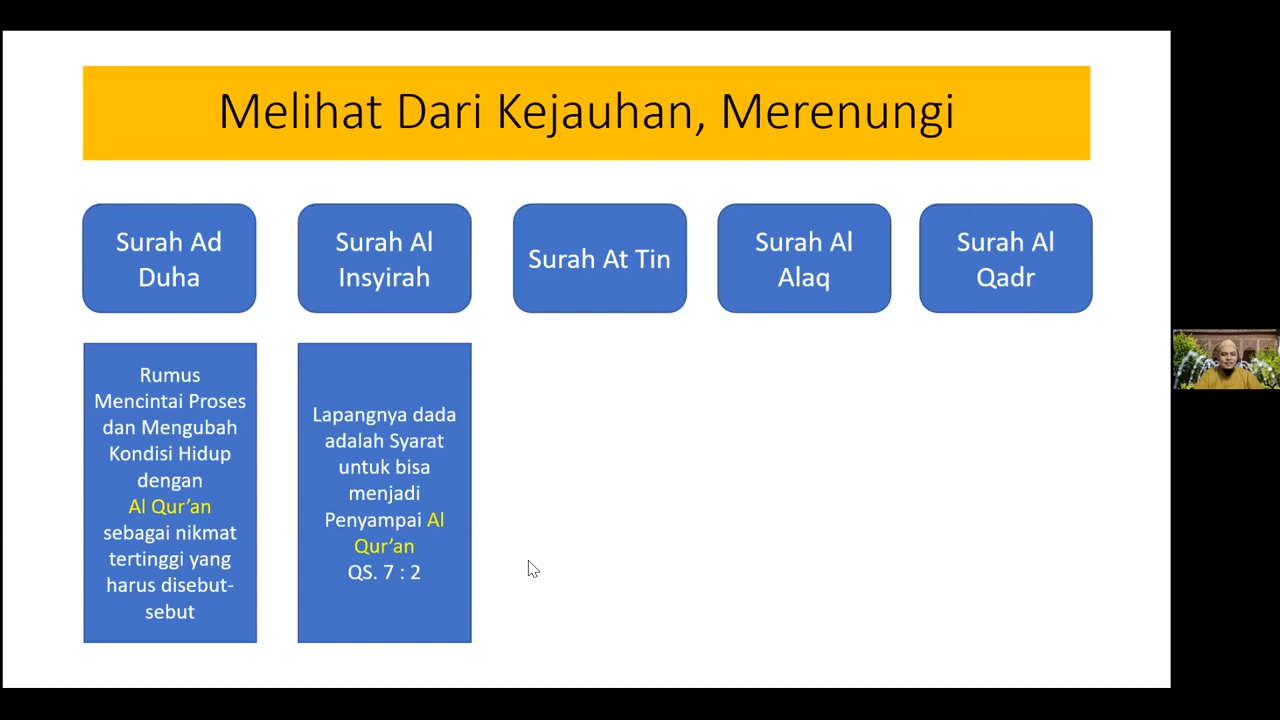 Melihat Dari Kejauhan, Merenungi
Surah Ad
Duha
Surah Al
Insyirah
Surah At Tin
Surah Al
Alaq
Surah Al
Qadr
Rumus
Mencintai Proses
dan Mengubah
Kondisi Hidup
dengan
Al Qur’an
sebagai nikmat
tertinggi yang
harus disebut-
sebut
Lapangnya dada
adalah Syarat
untuk bisa
menjadi
Penyampai Al
Qur’an
QS. 7 : 2